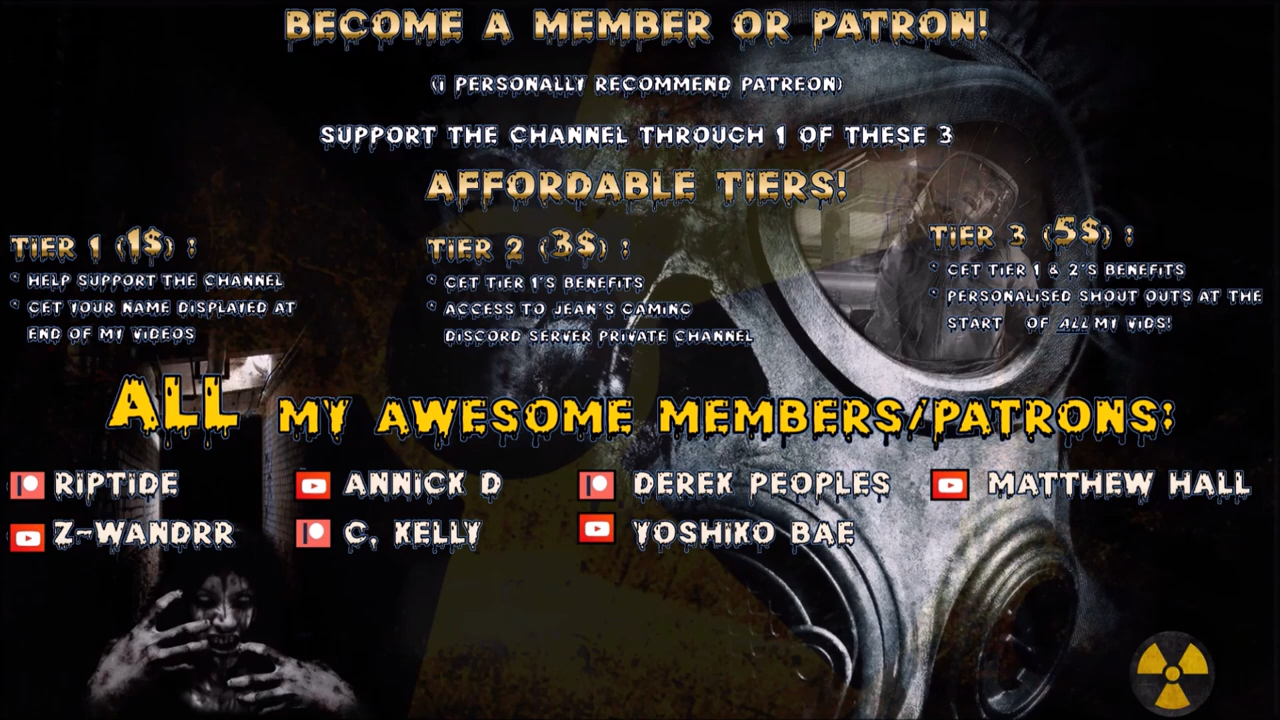 BECOME A MEMBER OR PATRON!
(I PERSONALLY RECOMMEND PATREON)
SUPPORT THE CHANNEL THROUGH 1 OF THESE 3
AFFORDABLE TIERS!
TIER 1 (1$) :
* HELP SUPPORT THE CHANNEL
* GET YOUR NAME DISPLAYED AT
END OF MY VIDEOS
TIER 2 (3$) :
* GET TIER 1'S BENEFITS
* ACCESS TO JEAN'S GAMING
DISCORD SERVER PRIVATE CHANNEL
TIER 3 (5$) :
* GET TIER 1 & 2'S BENEFITS
* PERSONALISED SHOUT OUTS AT THE
START OF ALL MY VIDS!
ALL MY AWESOME MEMBERS/PATRONS:
RIPTIDE ANNICK D DEREK PEOPLES MATTHEW HALL
Z-WANDRR C. KELLY YOSHIKO BAE